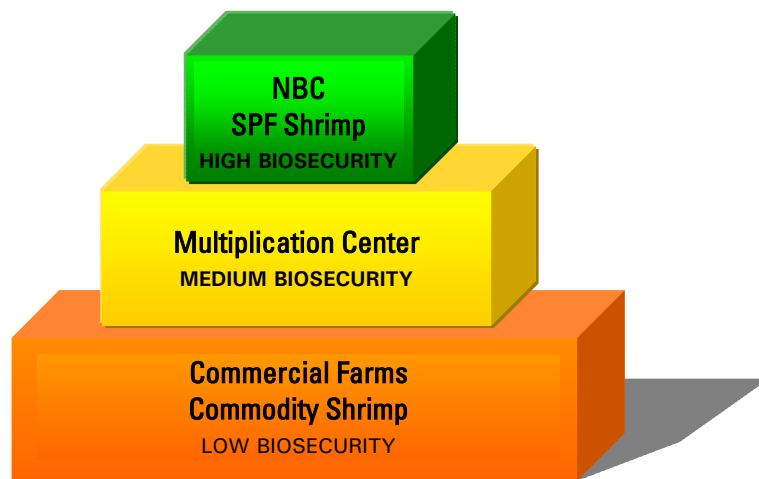 NBC
SPF Shrimp
HIGH BIOSECURITY
Multiplication Center
MEDIUM BIOSECURITY
Commercial Farms
Commodity Shrimp
LOW BIOSECURITY